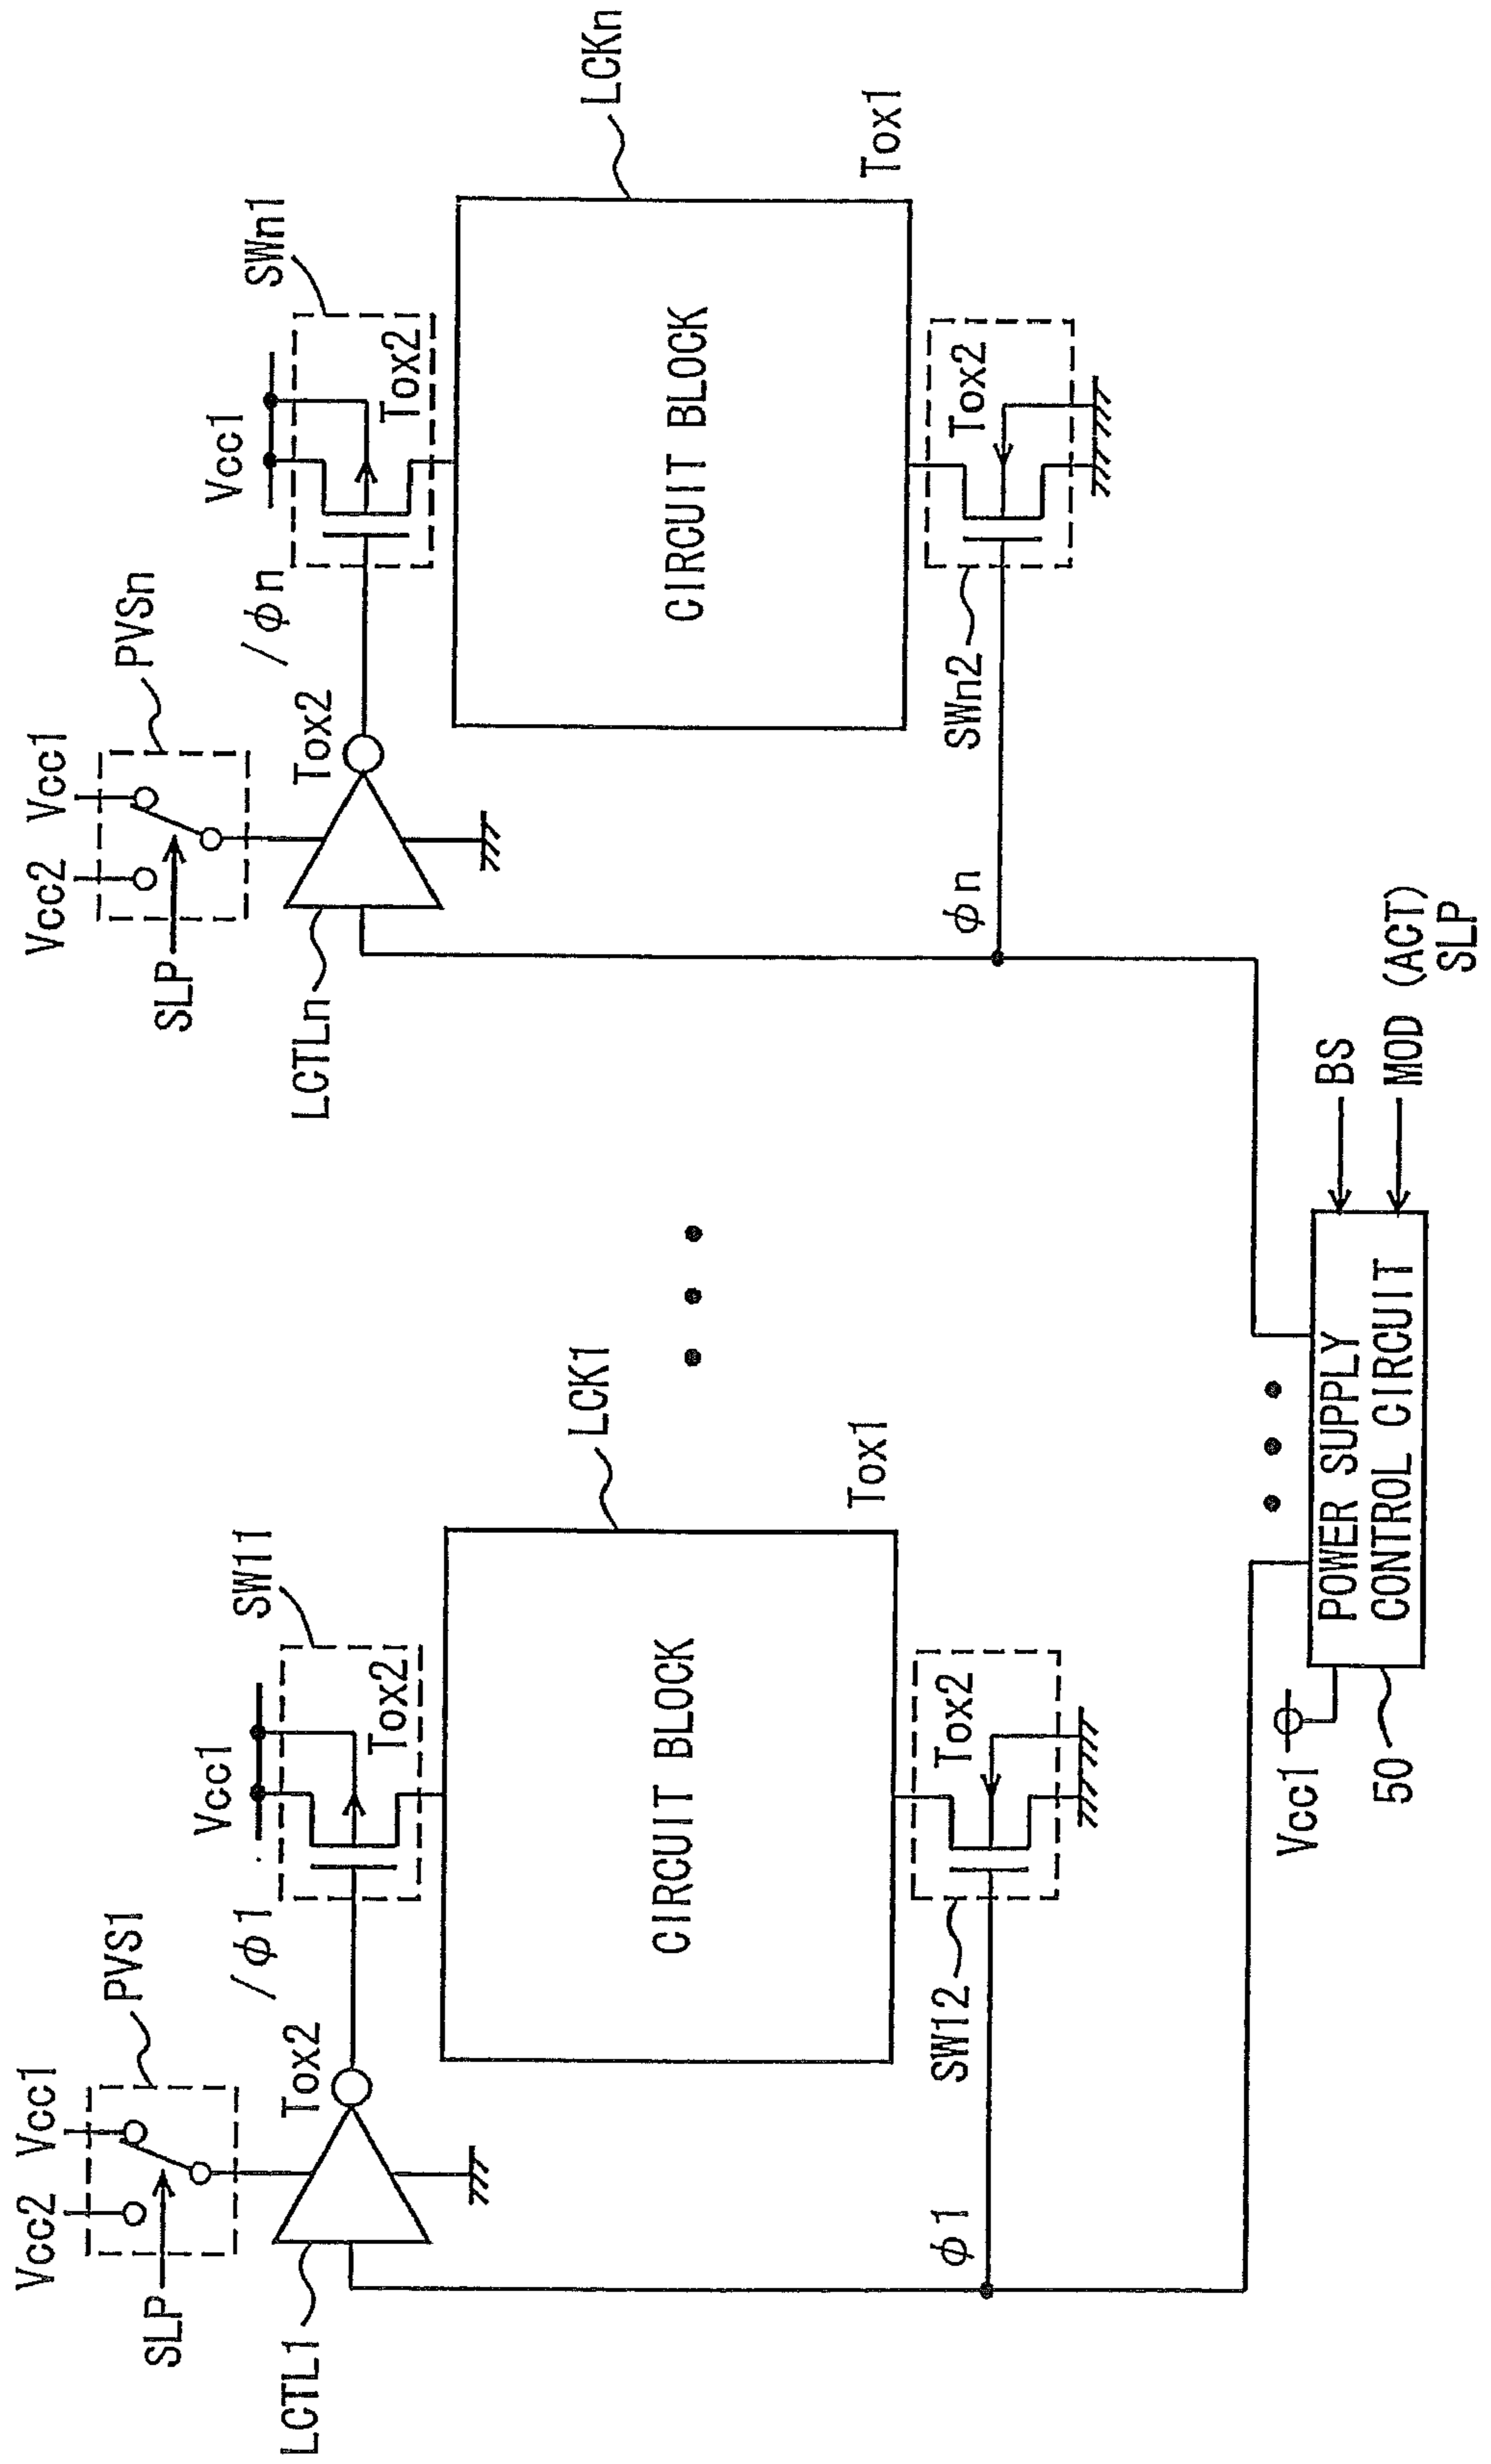 Vcc2 Vcc1
PVS1
SLP
LCTL1
Tox2
/φ1
Vcc1
SW11
Tox2
LCK1
CIRCUIT BLOCK
Tox1
φ1
SW12
Tox2
Vcc2 Vcc1
PVSn
SLP
LCTLn
Tox2
/φn
Vcc1
SWn1
Tox2
LCKn
CIRCUIT BLOCK
Tox1
φn
SWn2
Tox2
Vcc1
50
POWER SUPPLY
CONTROL CIRCUIT
BS
MOD (ACT)
SLP